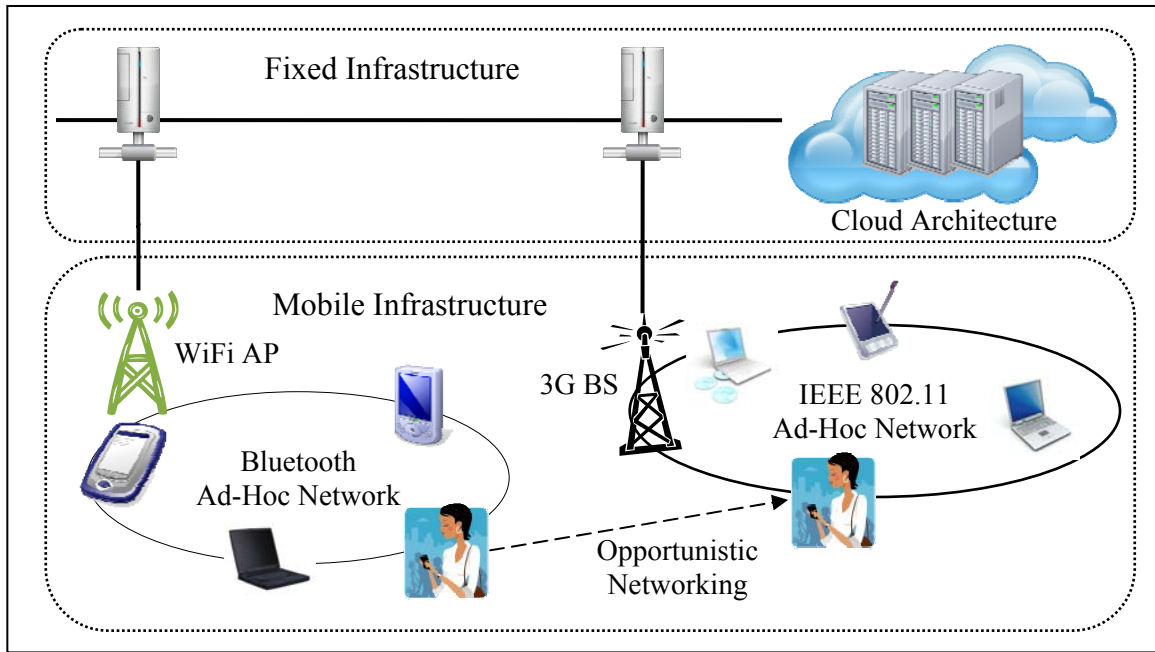 Fixed Infrastructure
Cloud Architecture
Mobile Infrastructure
WiFi AP
3G BS
IEEE 802.11
Ad-Hoc Network
Bluetooth
Ad-Hoc Network
Opportunistic
Networking